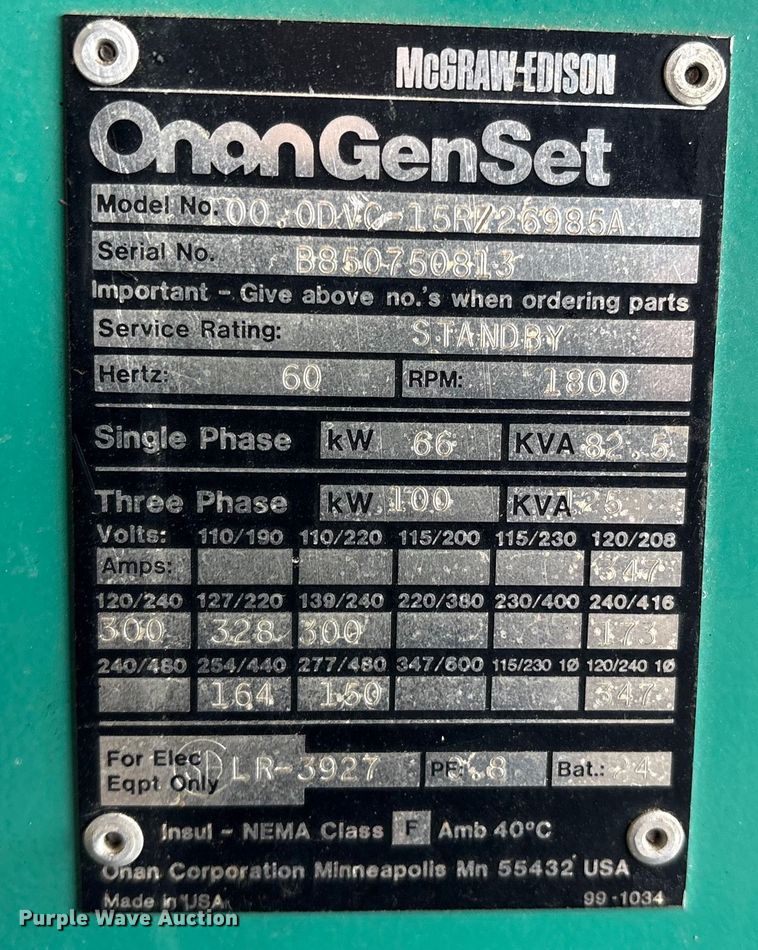 McGRAW-EDISON
OnanGenSet
Model No. 100.0DVC-15R/26985A
Serial No. B850750813
Important - Give above no.'s when ordering parts
Service Rating: STANDBY
Hertz: 60 RPM: 1800
Single Phase kW 66 KVA 82.5
Three Phase kW 100 KVA 125
Volts: 110/190 110/220 115/200 115/230 120/208
Amps: 347
120/240 127/220 139/240 220/380 230/400 240/416
300 328 300 173
240/480 254/440 277/480 347/600 115/230 1Ø 120/240 1Ø
164 150 347
For Elec
Eqpt Only LR-3927 PF: .8 Bat.: 24
Insul - NEMA Class F Amb 40°C
Onan Corporation Minneapolis Mn 55432 USA
Made in USA 99-1034
Purple Wave Auction